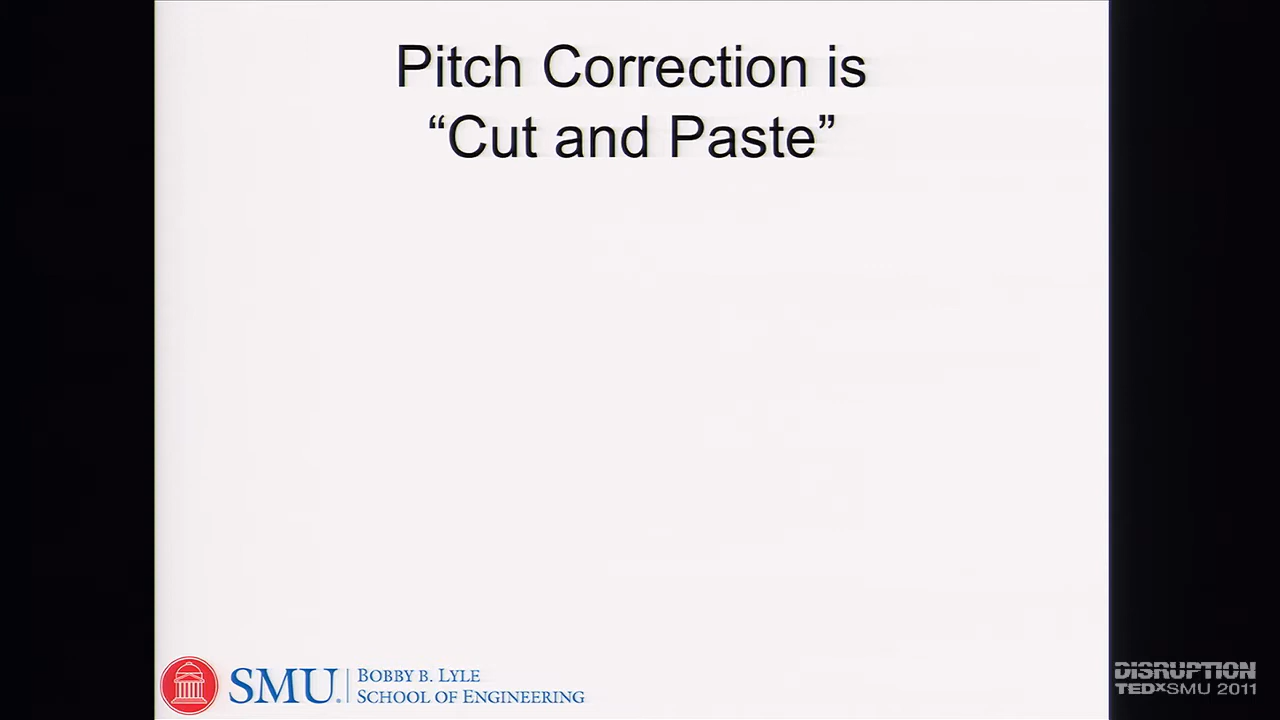 Pitch Correction is
“Cut and Paste”
SMU. BOBBY B. LYLE
SCHOOL OF ENGINEERING
DISRUPTION
TEDxSMU 2011